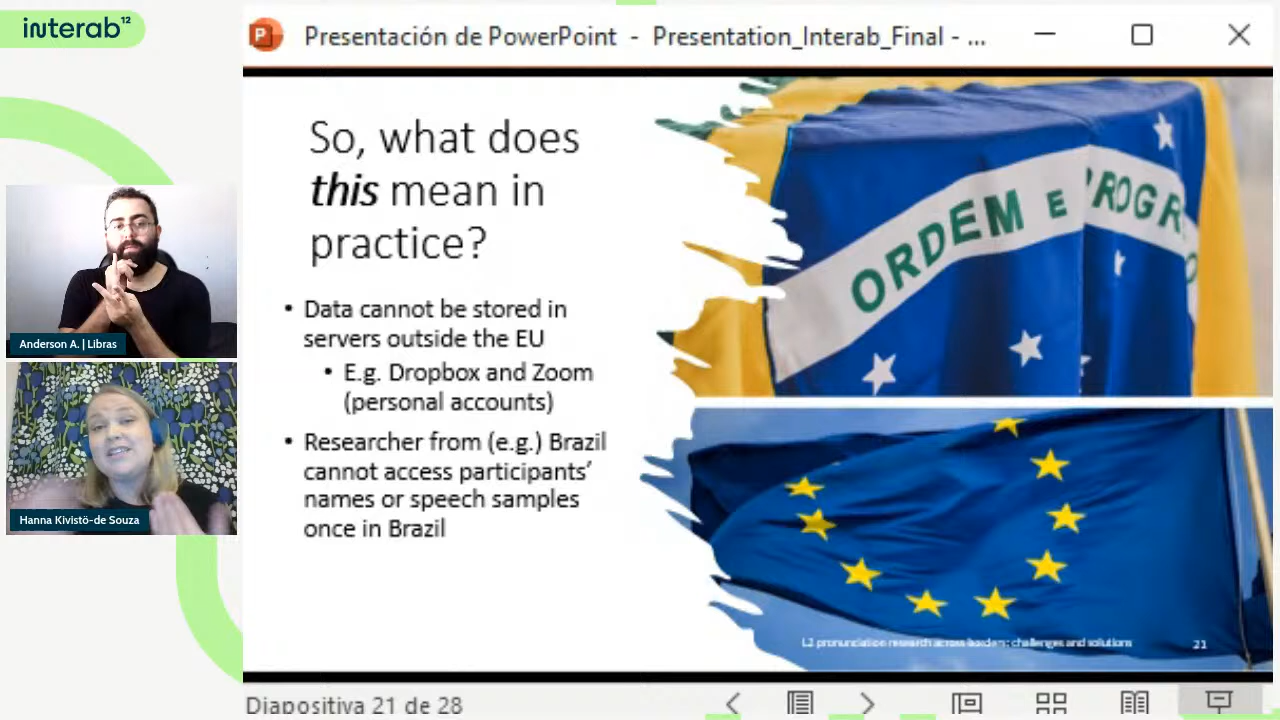 interab¹²
Presentación de PowerPoint - Presentation_Interab_Final - ...
So, what does
this mean in
practice?
• Data cannot be stored in
servers outside the EU
• E.g. Dropbox and Zoom
(personal accounts)
• Researcher from (e.g.) Brazil
cannot access participants’
names or speech samples
once in Brazil
ORDEM E PROGR
L2 pronunciation research across borders: challenges and solutions
21
Anderson A. | Libras
Hanna Kivistö-de Souza
Diapositiva 21 de 28